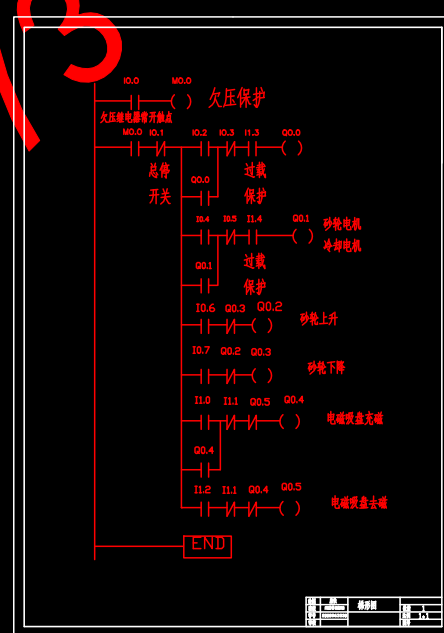 I0.0 M0.0 欠压保护
欠压继电器常开触点
M0.0 I0.1 I0.2 I0.3 I1.3 Q0.0
总停 过载
开关 Q0.0 保护
I0.4 I0.5 I1.4 Q0.1 砂轮电机
冷却电机
Q0.1 过载
保护
I0.6 Q0.3 Q0.2 砂轮上升
I0.7 Q0.2 Q0.3 砂轮下降
I1.0 I1.1 Q0.5 Q0.4 电磁吸盘充磁
Q0.4
I1.2 I1.1 Q0.4 Q0.5 电磁吸盘去磁
END
梯形图
1
1:1